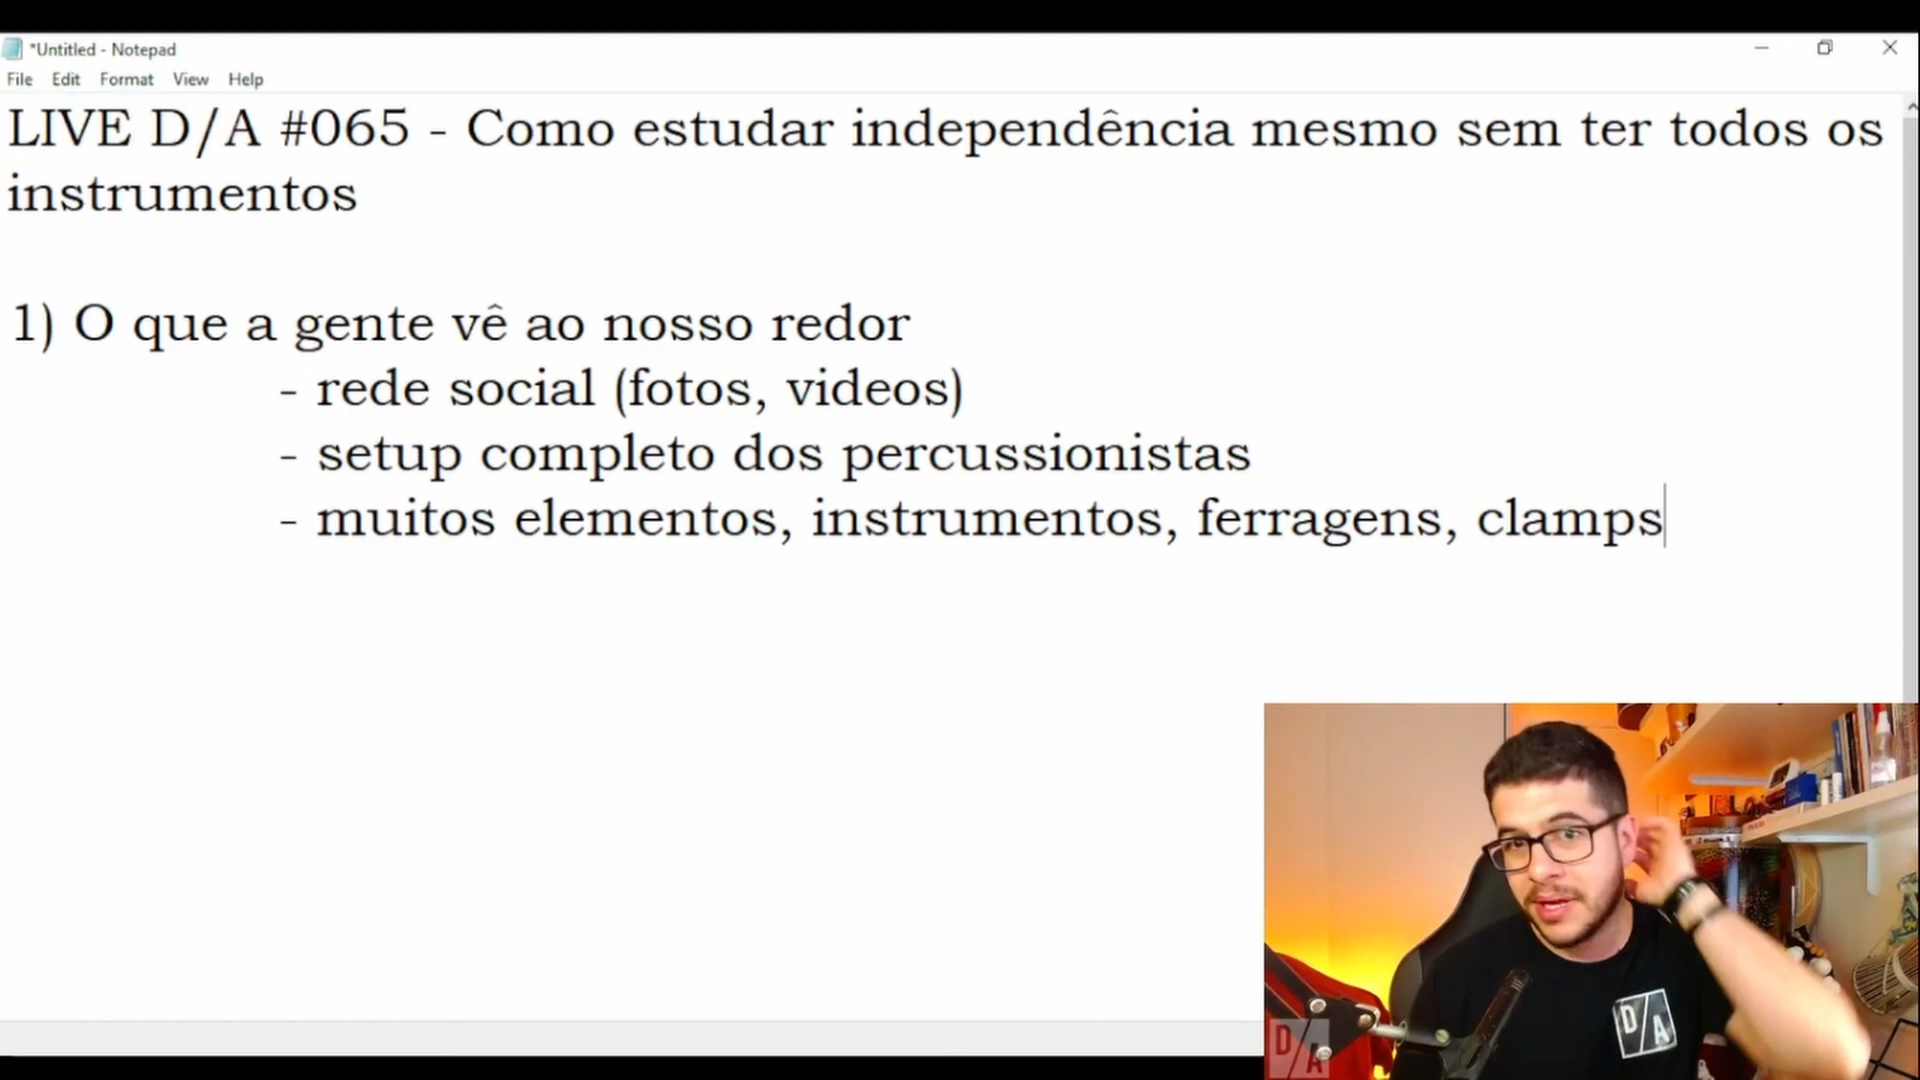 *Untitled - Notepad
File Edit Format View Help
LIVE D/A #065 - Como estudar independência mesmo sem ter todos os
instrumentos
1) O que a gente vê ao nosso redor
- rede social (fotos, videos)
- setup completo dos percussionistas
- muitos elementos, instrumentos, ferragens, clamps
D/A
D/A